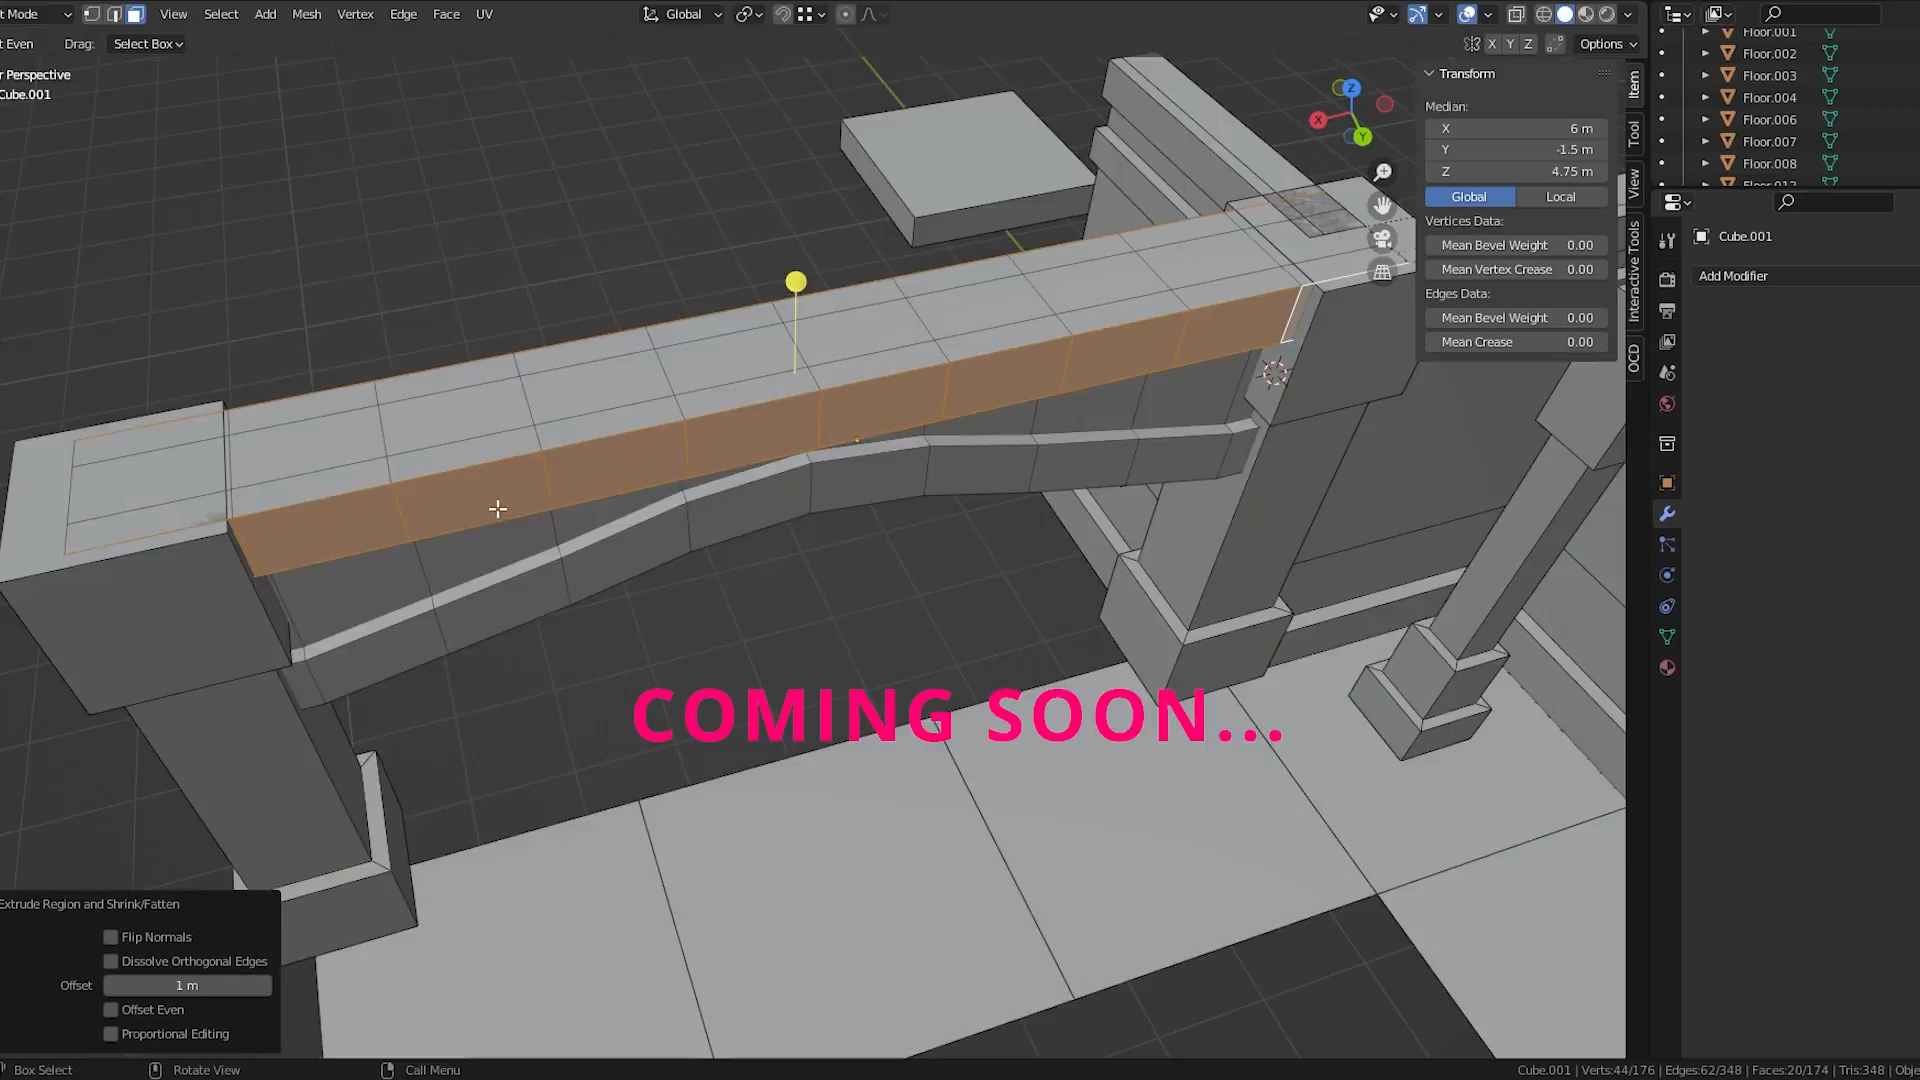 t Mode
View
Select
Add
Mesh
Vertex
Edge
Face
UV
Global
t Even
Drag:
Select Box
X
Y
Z
Options
r Perspective
Cube.001
Z
X
Y
Transform
Median:
X 6 m
Y -1.5 m
Z 4.75 m
Global
Local
Vertices Data:
Mean Bevel Weight 0.00
Mean Vertex Crease 0.00
Edges Data:
Mean Bevel Weight 0.00
Mean Crease 0.00
Item
Tool
View
Interactive Tools
OCD
Floor.001
Floor.002
Floor.003
Floor.004
Floor.006
Floor.007
Floor.008
Floor.012
Cube.001
Add Modifier
COMING SOON...
Extrude Region and Shrink/Fatten
Flip Normals
Dissolve Orthogonal Edges
Offset 1 m
Offset Even
Proportional Editing
Box Select
Rotate View
Call Menu
Cube.001 | Verts:44/176 | Edges:62/348 | Faces:20/174 | Tris:348 | Obje